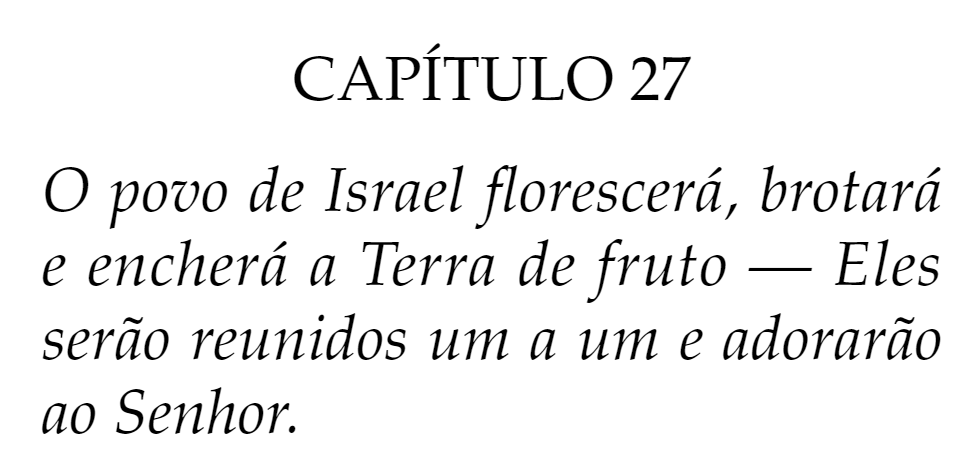 CAPÍTULO 27
O povo de Israel florescerá, brotará
e encherá a Terra de fruto — Eles
serão reunidos um a um e adorarão
ao Senhor.